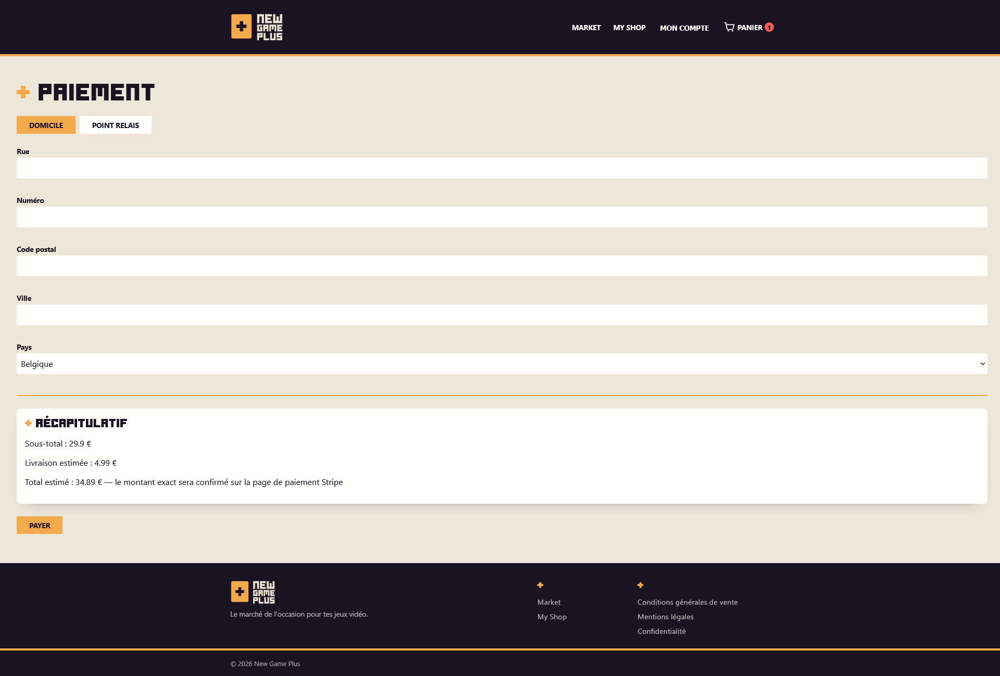 NEW
GAME
PLUS
MARKET MY SHOP MON COMPTE PANIER 1
PAIEMENT
DOMICILE POINT RELAIS
Rue
Numéro
Code postal
Ville
Pays
Belgique
RÉCAPITULATIF
Sous-total : 29.9 €
Livraison estimée : 4.99 €
Total estimé : 34.89 € — le montant exact sera confirmé sur la page de paiement Stripe
PAYER
NEW
GAME
PLUS
Le marché de l'occasion pour tes jeux vidéo.
Market
My Shop
Conditions générales de vente
Mentions légales
Confidentialité
© 2026 New Game Plus